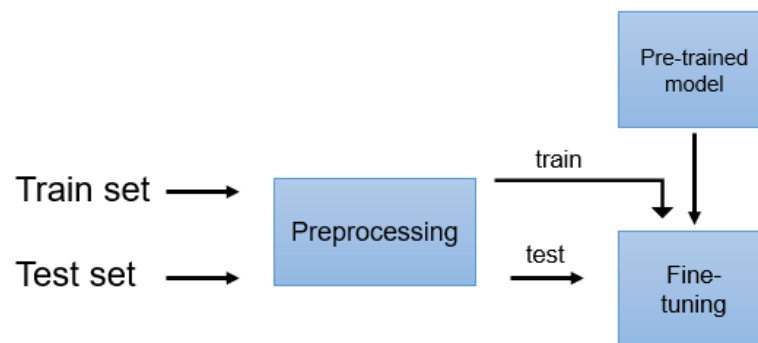 Pre-trained
model
train
Train set
Preprocessing
test
Test set
Fine-
tuning